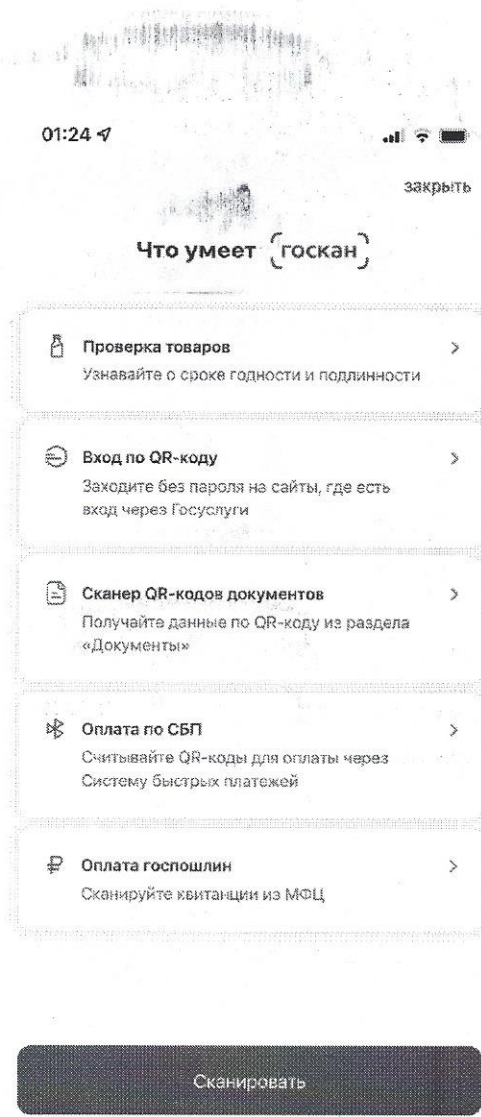 01:24
закрыть
Что умеет госкан
Проверка товаров
Узнавайте о сроке годности и подлинности
Вход по QR-коду
Заходите без пароля на сайты, где есть
вход через Госуслуги
Сканер QR-кодов документов
Получайте данные по QR-коду из раздела
«Документы»
Оплата по СБП
Считывайте QR-коды для оплаты через
Систему быстрых платежей
Оплата госпошлин
Сканируйте квитанции из МФЦ
Сканировать